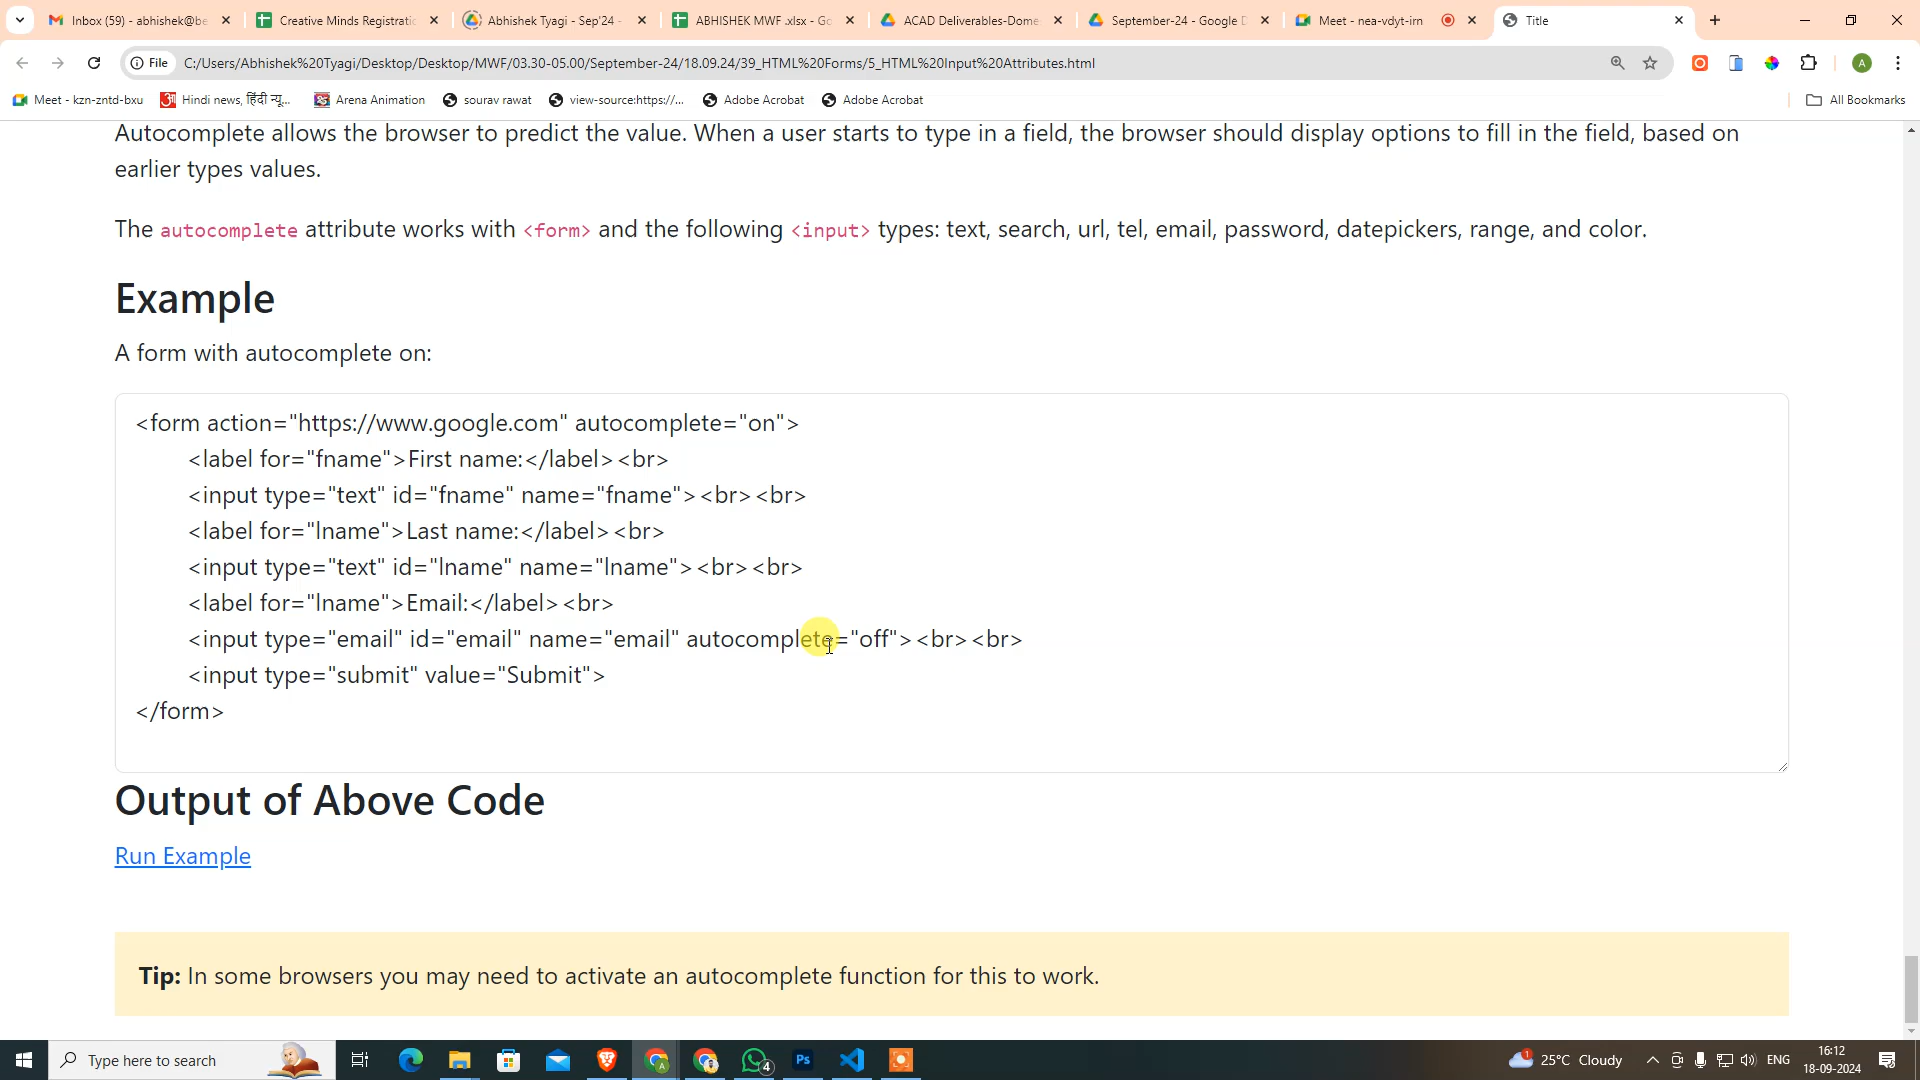 Inbox (59) - abhishek@be
Creative Minds Registratic
Abhishek Tyagi - Sep'24 -
ABHISHEK MWF .xlsx - Go
ACAD Deliverables-Dome
September-24 - Google D
Meet - nea-vdyt-irn
Title
File
C:/Users/Abhishek%20Tyagi/Desktop/Desktop/MWF/03.30-05.00/September-24/18.09.24/39_HTML%20Forms/5_HTML%20Input%20Attributes.html
A
Meet - kzn-zntd-bxu
Hindi news, हिंदी न्यू...
Arena Animation
sourav rawat
view-source:https://...
Adobe Acrobat
Adobe Acrobat
All Bookmarks
Autocomplete allows the browser to predict the value. When a user starts to type in a field, the browser should display options to fill in the field, based on
earlier types values.
The autocomplete attribute works with <form> and the following <input> types: text, search, url, tel, email, password, datepickers, range, and color.
Example
A form with autocomplete on:
<form action="https://www.google.com" autocomplete="on">
<label for="fname">First name:</label><br>
<input type="text" id="fname" name="fname"><br><br>
<label for="lname">Last name:</label><br>
<input type="text" id="lname" name="lname"><br><br>
<label for="lname">Email:</label><br>
<input type="email" id="email" name="email" autocomplete="off"><br><br>
<input type="submit" value="Submit">
</form>
Output of Above Code
Run Example
Tip: In some browsers you may need to activate an autocomplete function for this to work.
Type here to search
4
Ps
1
25°C Cloudy
ENG
16:12
18-09-2024